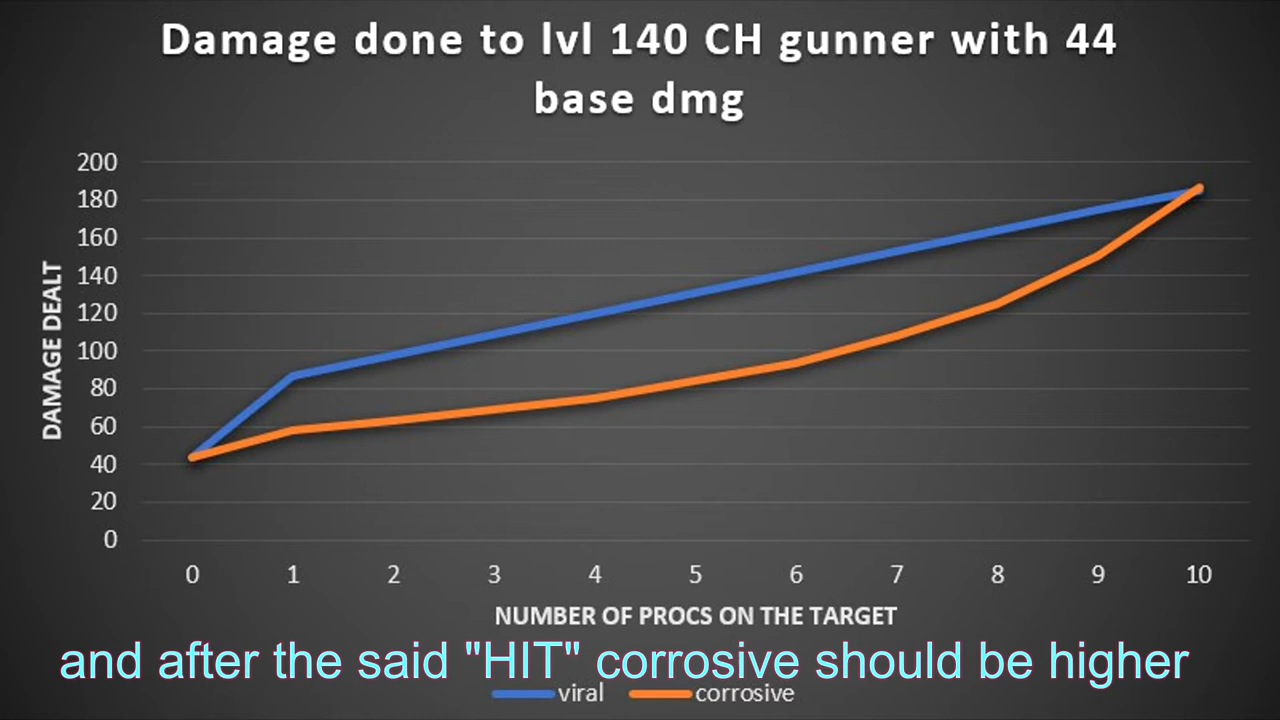 Damage done to lvl 140 CH gunner with 44
base dmg
DAMAGE DEALT
200
180
160
140
120
100
80
60
40
20
0
0 1 2 3 4 5 6 7 8 9 10
NUMBER OF PROCS ON THE TARGET
and after the said "HIT" corrosive should be higher
viral corrosive